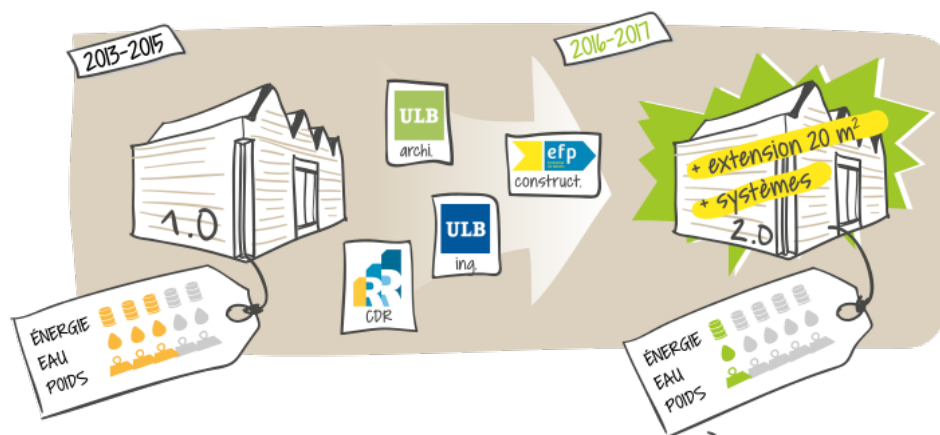 2013-2015
2016-2017
ULB
archi.
efp
construct.
ULB
ing.
CDR
1.0
+ extension 20 m²
+ systèmes
2.0
ÉNERGIE
EAU
POIDS
ÉNERGIE
EAU
POIDS